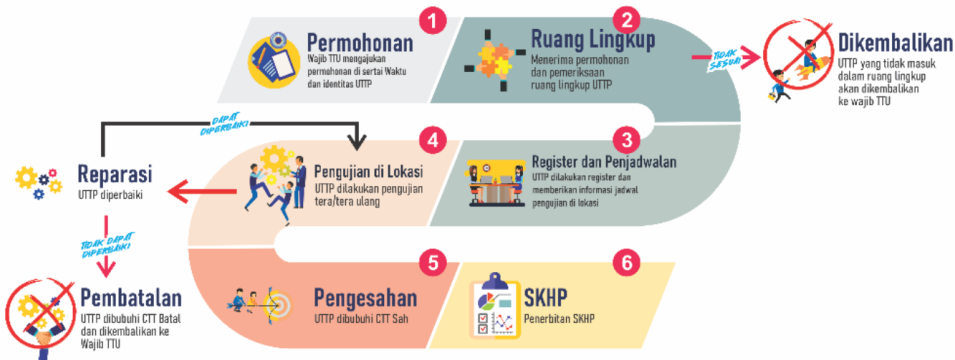 1
Permohonan
Wajib TTU mengajukan
permohonan di sertai Waktu
dan identitas UTTP
2
Ruang Lingkup
Menerima permohonan
dan pemeriksaan
ruang lingkup UTTP
TIDAK
SESUAI
Dikembalikan
UTTP yang tidak masuk
dalam ruang lingkup
akan dikembalikan
ke wajib TTU
DAPAT
DIPERBAIKI
3
Register dan Penjadwalan
UTTP dilakukan register dan
memberikan informasi jadwal
pengujian di lokasi
4
Pengujian di Lokasi
UTTP dilakukan pengujian
tera/tera ulang
Reparasi
UTTP diperbaiki
TIDAK DAPAT
DIPERBAIKI
Pembatalan
UTTP dibubuhi CTT Batal
dan dikembalikan ke
Wajib TTU
5
Pengesahan
UTTP dibubuhi CTT Sah
6
SKHP
Penerbitan SKHP